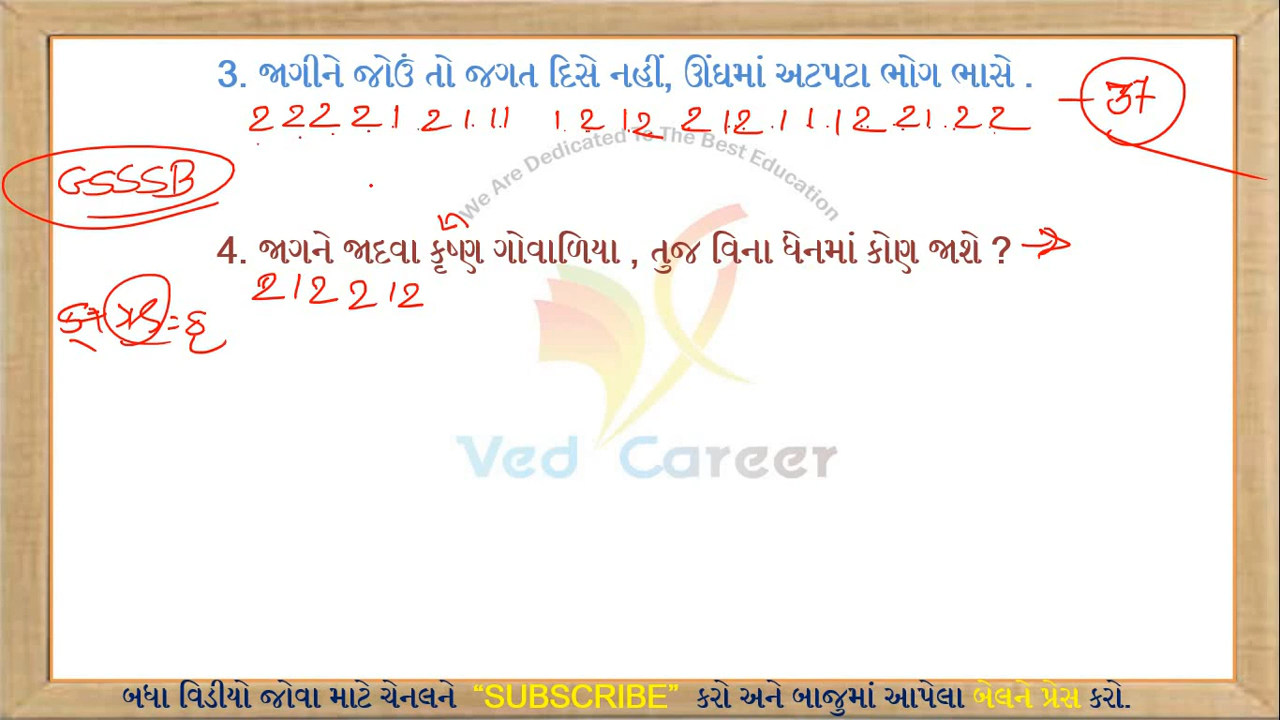 3. જાગીને જોઉં તો જગત દિસે નહીં, ઊંઘમાં અટપટા ભોગ ભાસે .
2 2 2 2 1 2 1 1 1 1 2 1 2 2 1 2 1 1 1 2 2 1 2 2 – 37
We Are Dedicated To The Best Education
GSSSB
4. જાગને જાદવા કૃષ્ણ ગોવાળિયા , તુજ વિના ધેનમાં કોણ જાશે ?
2 1 2 2 1 2
ક્ + ઋ = કૃ
Ved Career
બધા વિડીયો જોવા માટે ચેનલને “SUBSCRIBE” કરો અને બાજુમાં આપેલા બેલને પ્રેસ કરો.